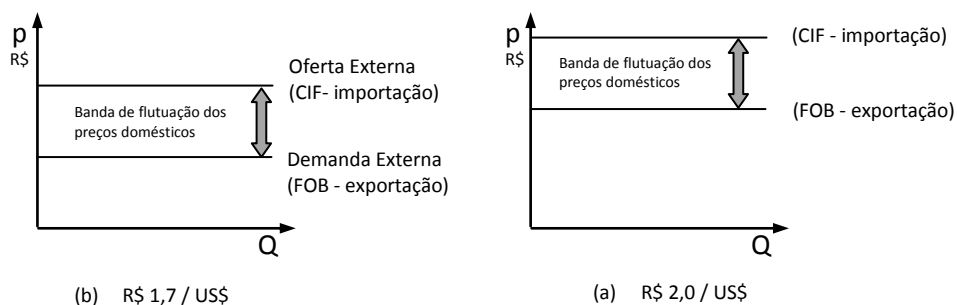 p
R$
Oferta Externa
(CIF- importação)
Banda de flutuação dos
preços domésticos
Demanda Externa
(FOB - exportação)
Q
(b) R$ 1,7 / US$
p
R$
(CIF - importação)
Banda de flutuação dos
preços domésticos
(FOB - exportação)
Q
(a) R$ 2,0 / US$